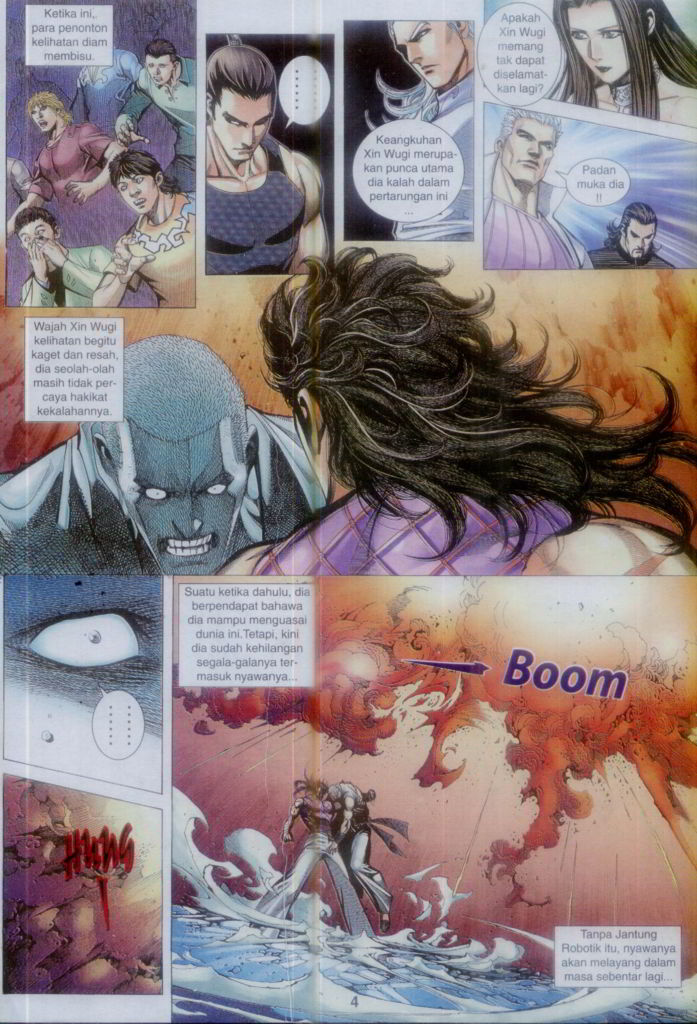 Ketika ini,
para penonton
kelihatan diam
membisu.
......
Keangkuhan
Xin Wugi merupa-
kan punca utama
dia kalah dalam
pertarungan ini
...
Apakah
Xin Wugi
memang
tak dapat
diselamat-
kan lagi?
Padan
muka dia
!!
Wajah Xin Wugi
kelihatan begitu
kaget dan resah,
dia seolah-olah
masih tidak per-
caya hakikat
kekalahannya.
......
Suatu ketika dahulu, dia
berpendapat bahawa
dia mampu menguasai
dunia ini.Tetapi, kini
dia sudah kehilangan
segala-galanya ter-
masuk nyawanya...
Boom
HUNG
!
Tanpa Jantung
Robotik itu, nyawanya
akan melayang dalam
masa sebentar lagi...
4